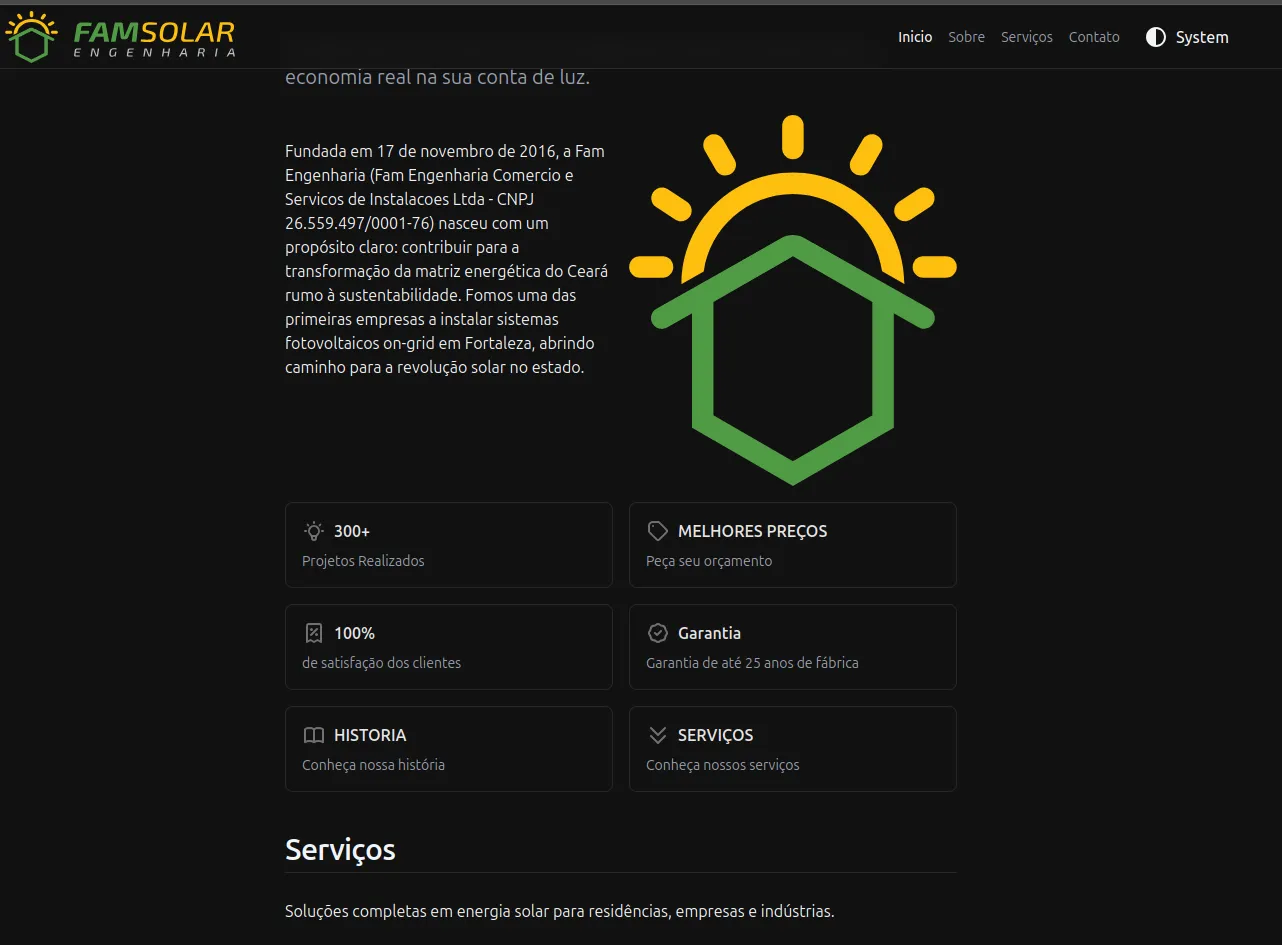 FAMSOLAR
ENGENHARIA
Inicio Sobre Serviços Contato System
economia real na sua conta de luz.
Fundada em 17 de novembro de 2016, a Fam
Engenharia (Fam Engenharia Comercio e
Servicos de Instalacoes Ltda - CNPJ
26.559.497/0001-76) nasceu com um
propósito claro: contribuir para a
transformação da matriz energética do Ceará
rumo à sustentabilidade. Fomos uma das
primeiras empresas a instalar sistemas
fotovoltaicos on-grid em Fortaleza, abrindo
caminho para a revolução solar no estado.
300+
Projetos Realizados
MELHORES PREÇOS
Peça seu orçamento
100%
de satisfação dos clientes
Garantia
Garantia de até 25 anos de fábrica
HISTORIA
Conheça nossa história
SERVIÇOS
Conheça nossos serviços
Serviços
Soluções completas em energia solar para residências, empresas e indústrias.